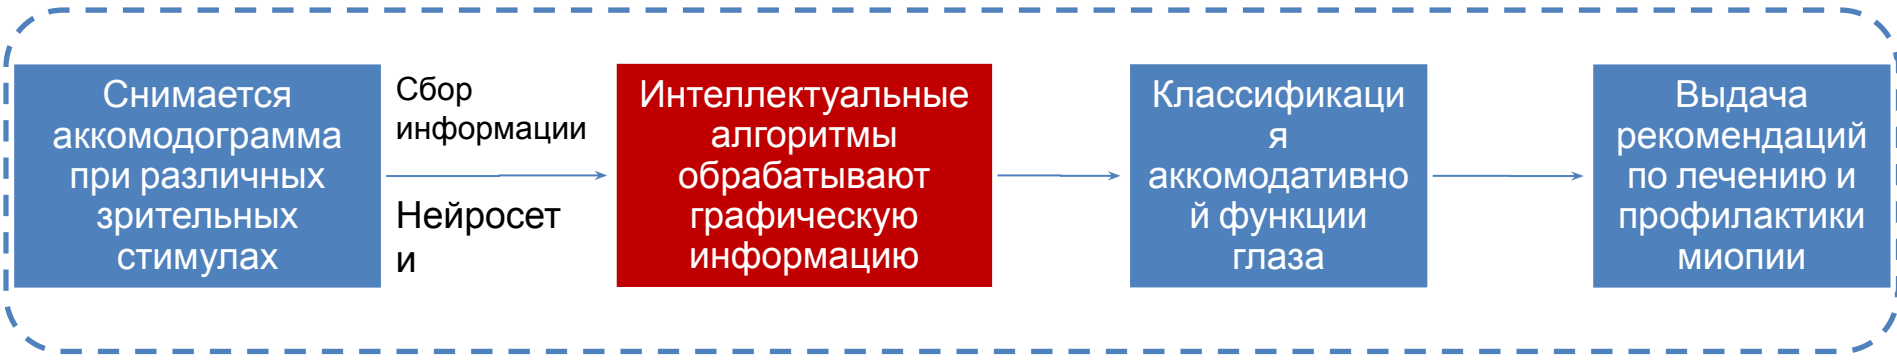 Снимается
аккомодограмма
при различных
зрительных
стимулах
Сбор
информации
Нейросет
и
Интеллектуальные
алгоритмы
обрабатывают
графическую
информацию
Классификаци
я
аккомодативно
й функции
глаза
Выдача
рекомендаций
по лечению и
профилактики
миопии